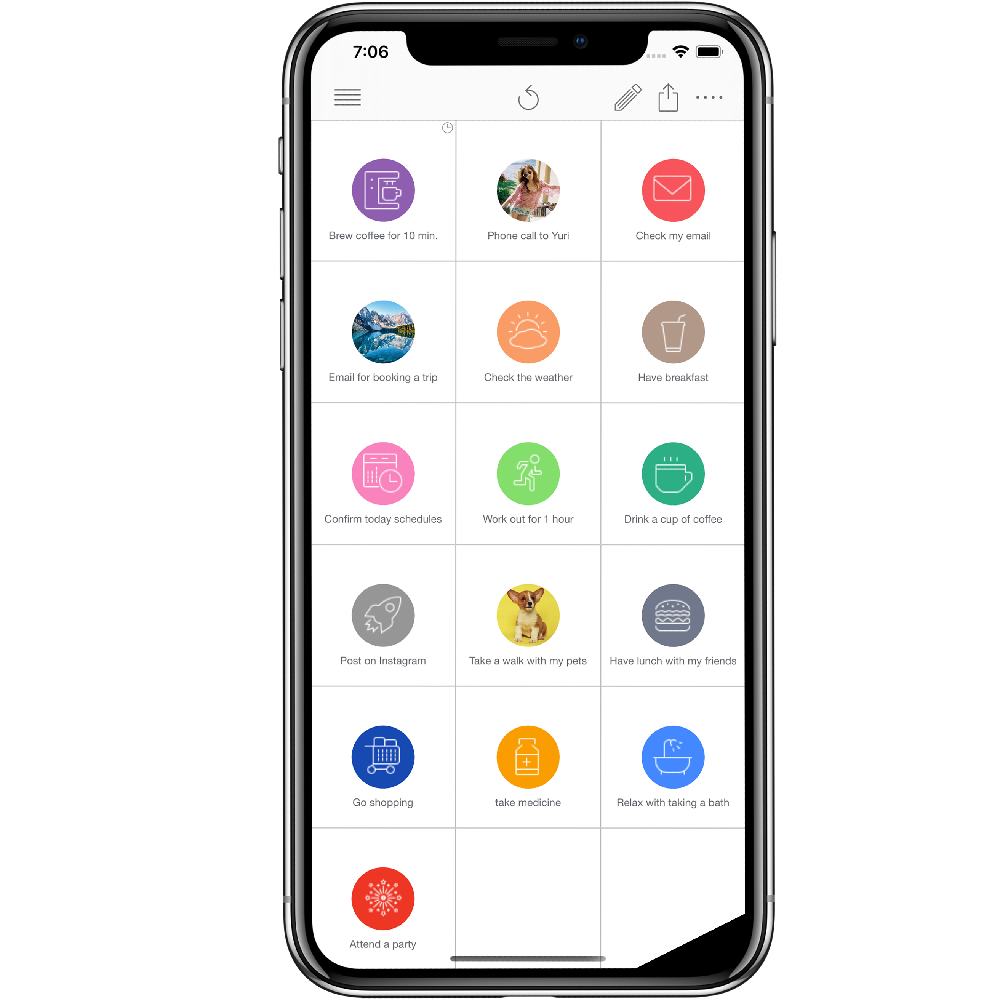 7:06
Brew coffee for 10 min.
Phone call to Yuri
Check my email
Email for booking a trip
Check the weather
Have breakfast
Confirm today schedules
Work out for 1 hour
Drink a cup of coffee
Post on Instagram
Take a walk with my pets
Have lunch with my friends
Go shopping
take medicine
Relax with taking a bath
Attend a party